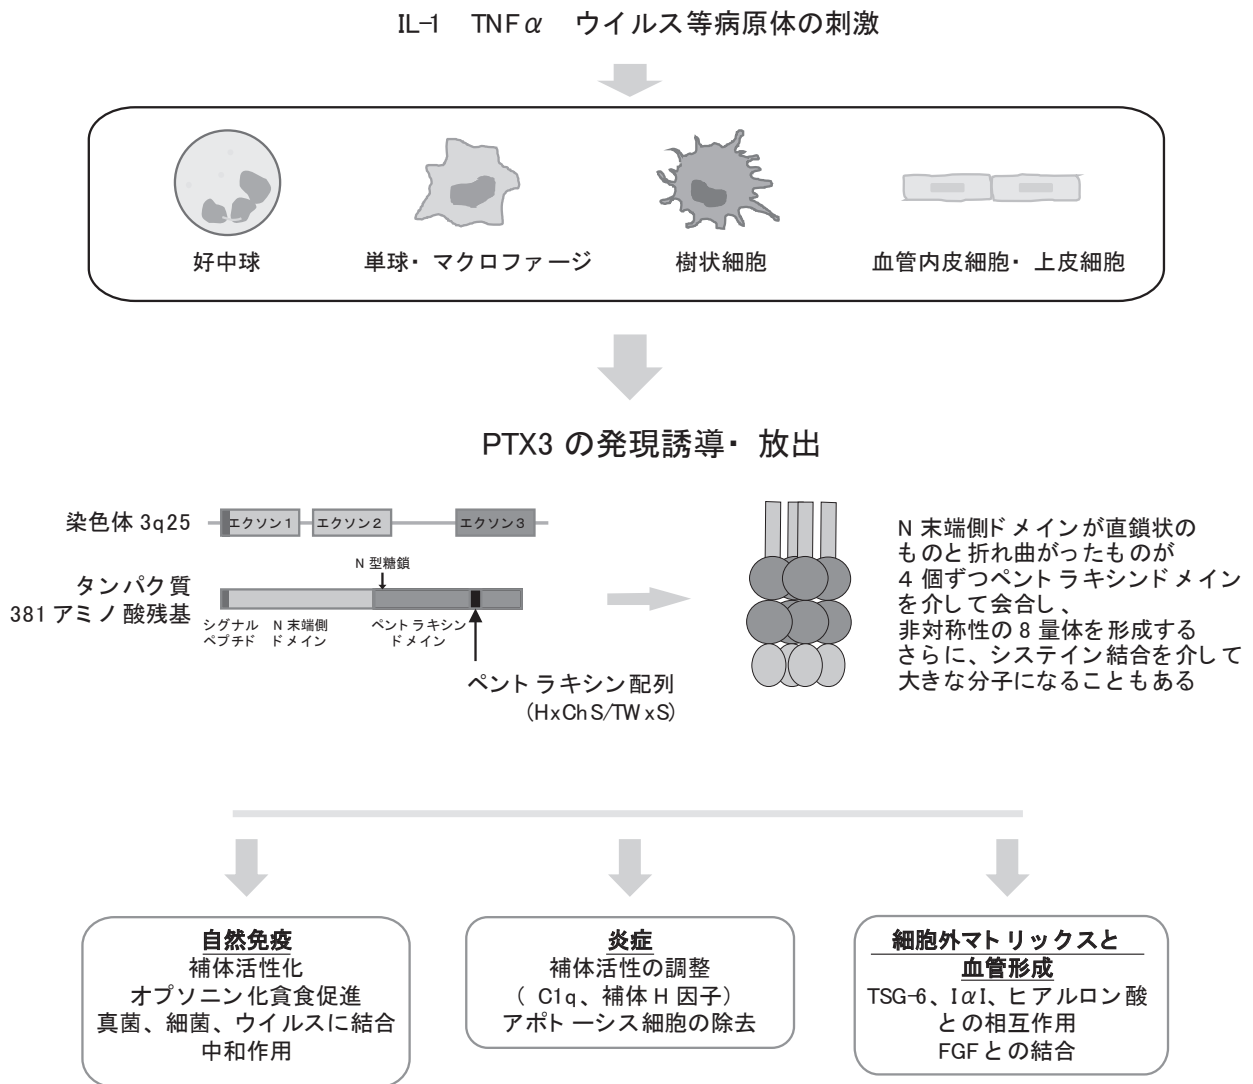 IL-1 TNFα ウイルス等病原体の刺激
好中球
単球・マクロファージ
樹状細胞
血管内皮細胞・上皮細胞
PTX3 の発現誘導・放出
染色体 3q25
エクソン1
エクソン2
エクソン3
N 型糖鎖
タンパク質
381 アミノ酸残基
シグナル
ペプチド
N 末端側
ドメイン
ペントラキシン
ドメイン
ペントラキシン配列
(HxChS/TWxS)
N 末端側ドメインが直鎖状の
ものと折れ曲がったものが
4 個ずつペントラキシンドメイン
を介して会合し、
非対称性の 8 量体を形成する
さらに、システイン結合を介して
大きな分子になることもある
自然免疫
補体活性化
オプソニン化貪食促進
真菌、細菌、ウイルスに結合
中和作用
炎症
補体活性の調整
( C1q、補体 H 因子)
アポトーシス細胞の除去
細胞外マトリックスと
血管形成
TSG-6、IαI、ヒアルロン酸
との相互作用
FGFとの結合